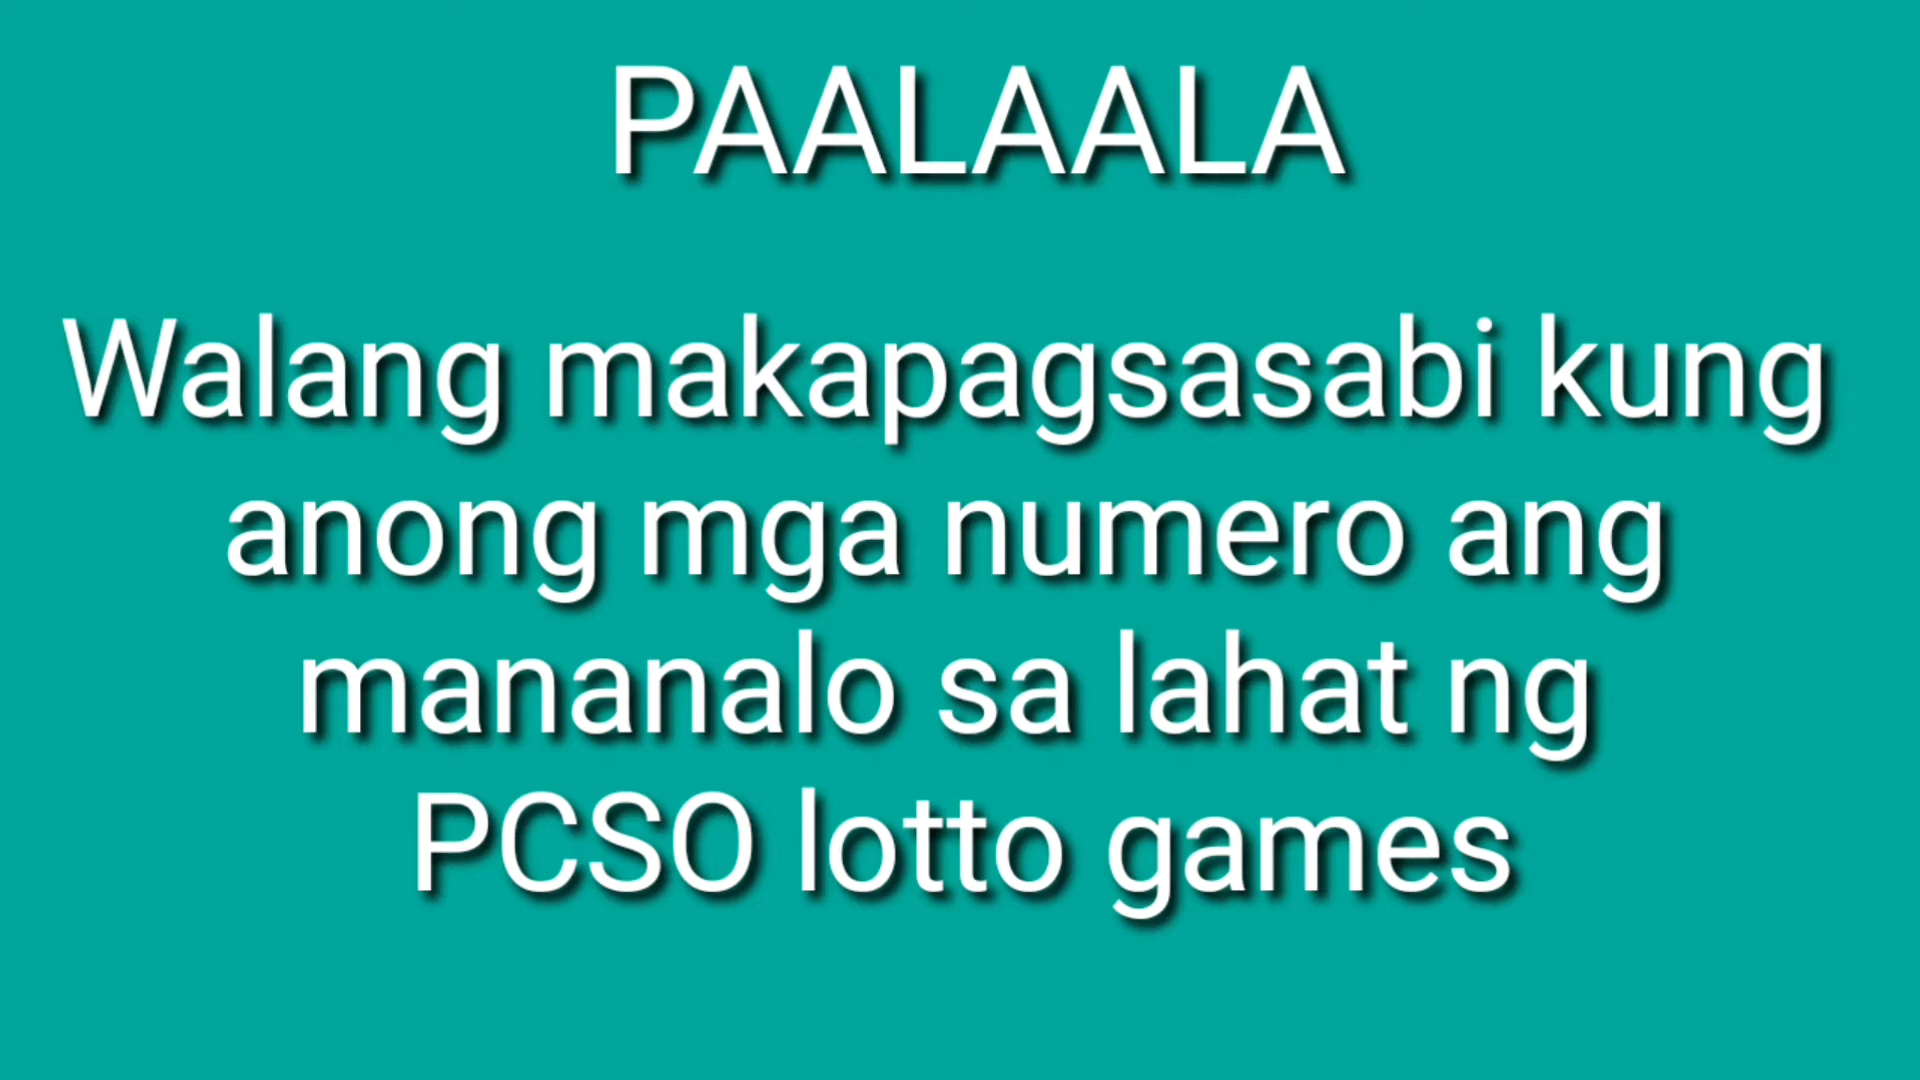 PAALAALA
Walang makapagsasabi kung
anong mga numero ang
mananalo sa lahat ng
PCSO lotto games